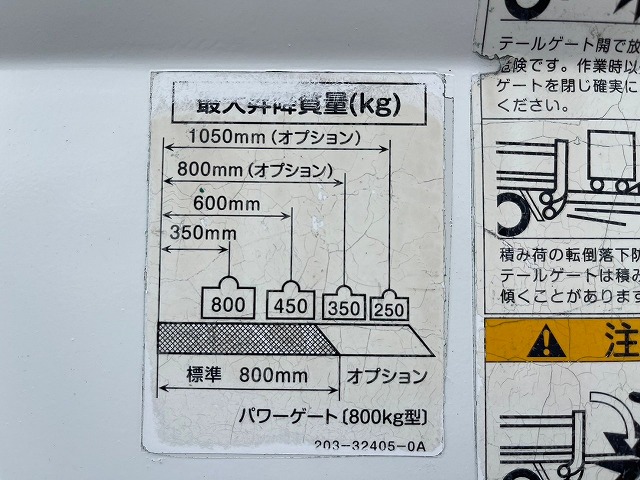 最大昇降質量(kg)
1050mm(オプション)
800mm(オプション)
600mm
350mm
800
450
350
250
標準 800mm
オプション
パワーゲート〔800kg型〕
203-32405-0A
テールゲート開で放
危険です。作業時以
ゲートを閉じ確実に
ください。
積み荷の転倒落下防
テールゲートは積み
傾くことがあります
注